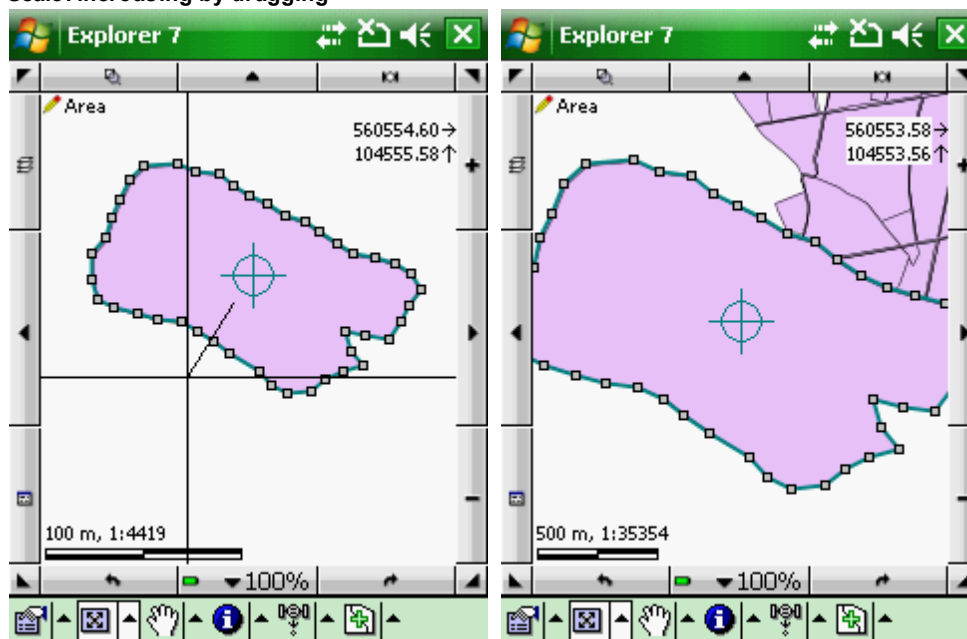 Scale: increasing by dragging
Explorer 7
Area
560554.60→
104555.58↑
100 m, 1:4419
100%
Explorer 7
Area
560553.58→
104553.56↑
500 m, 1:35354
100%